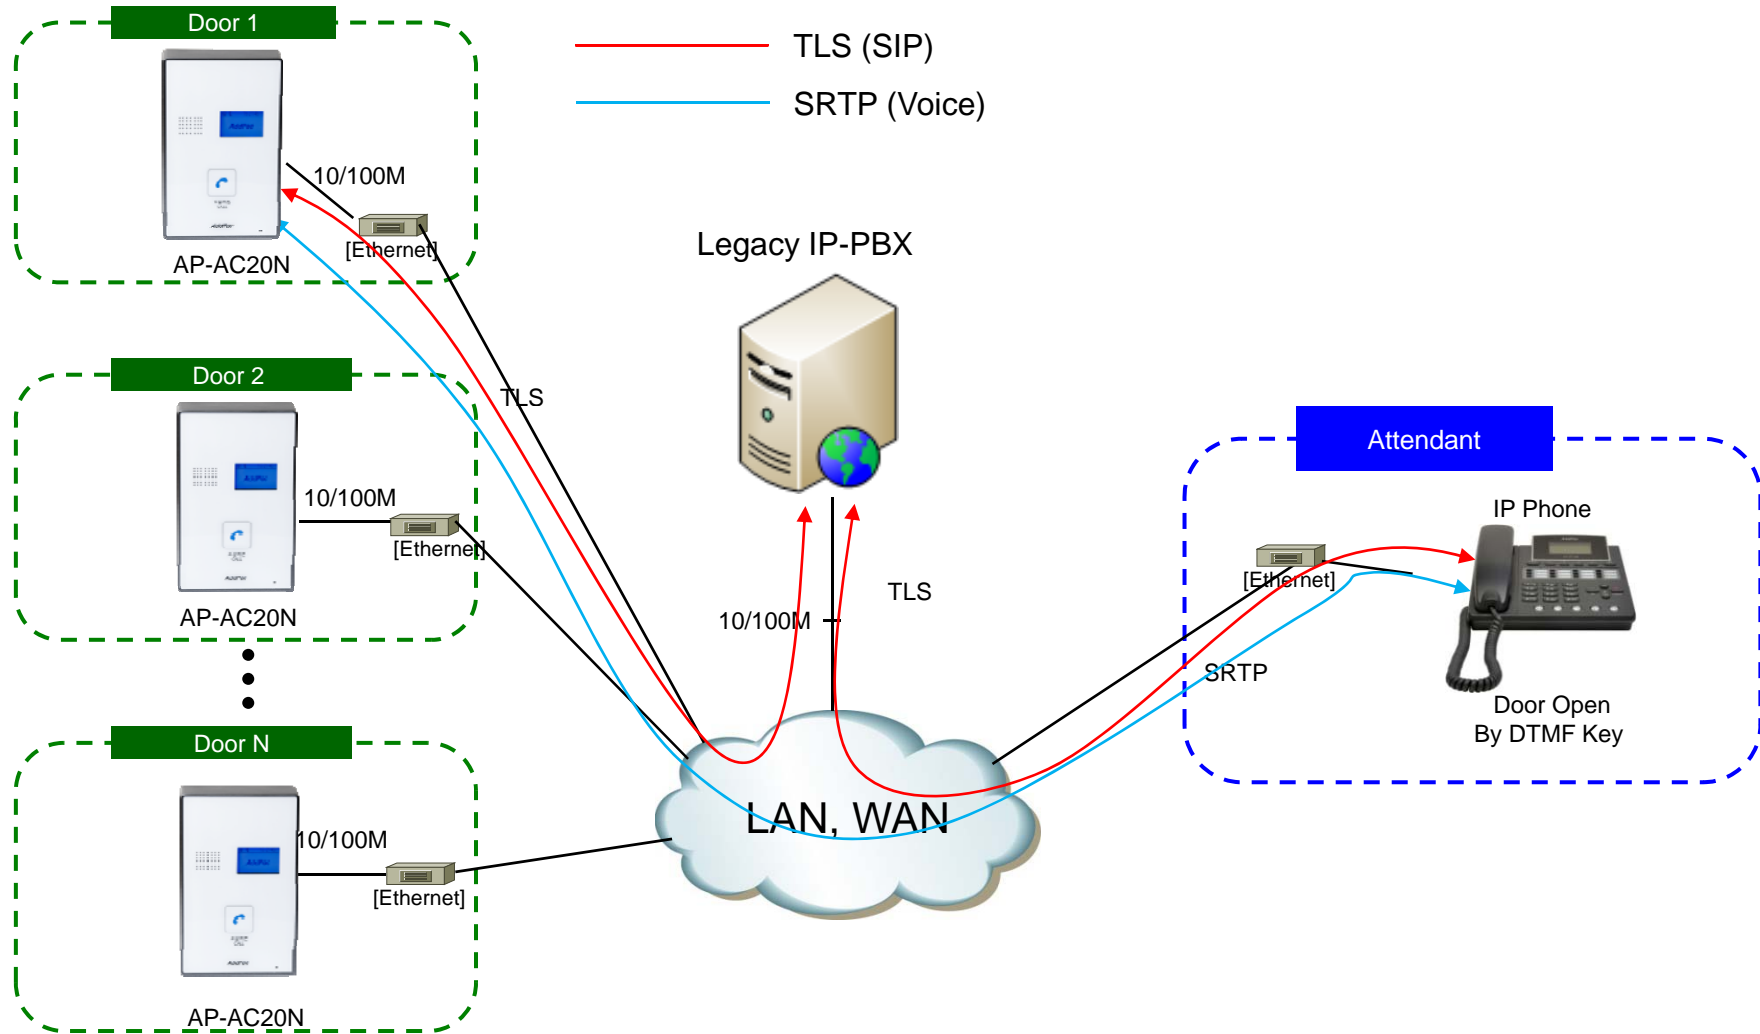 Door 1
TLS (SIP)
SRTP (Voice)
10/100M
[Ethernet]
AP-AC20N
Legacy IP-PBX
Door 2
TLS
10/100M
[Ethernet]
AP-AC20N
Attendant
IP Phone
[Ethernet]
TLS
10/100M
SRTP
Door Open
By DTMF Key
Door N
LAN, WAN
10/100M
[Ethernet]
AP-AC20N